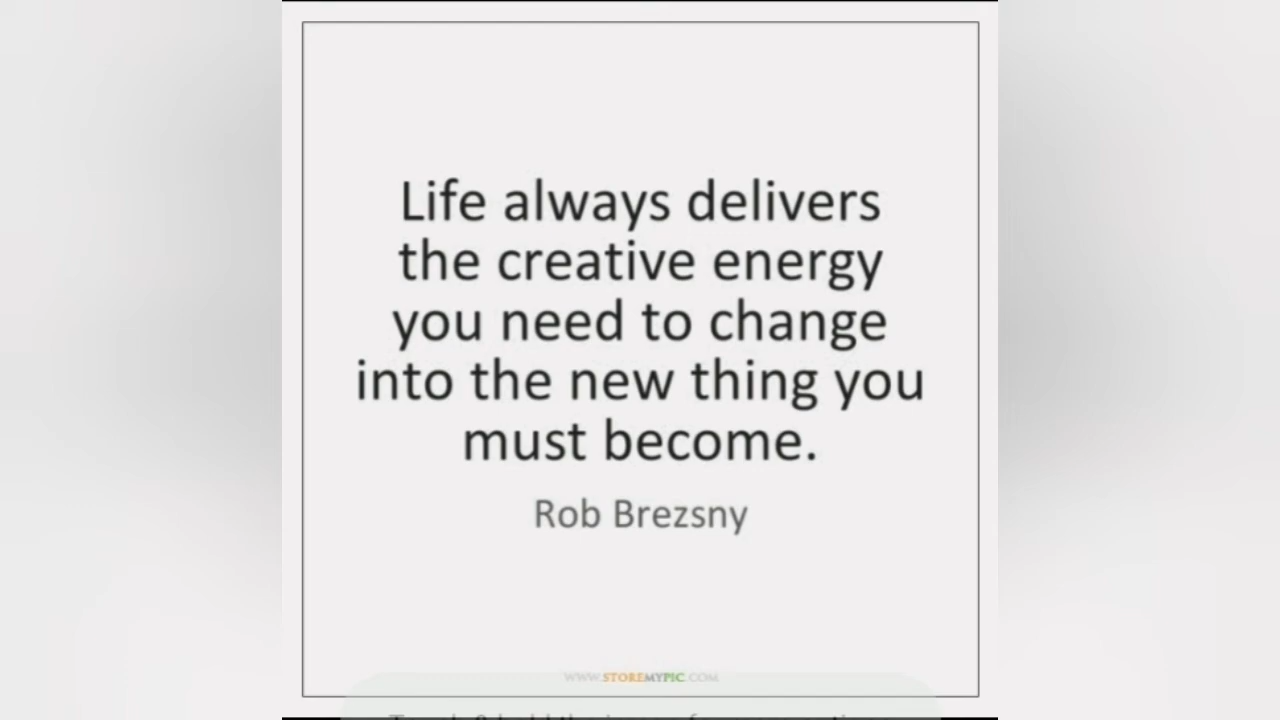 Life always delivers
the creative energy
you need to change
into the new thing you
must become.
Rob Brezsny
WWW.STOREMYPIC.COM